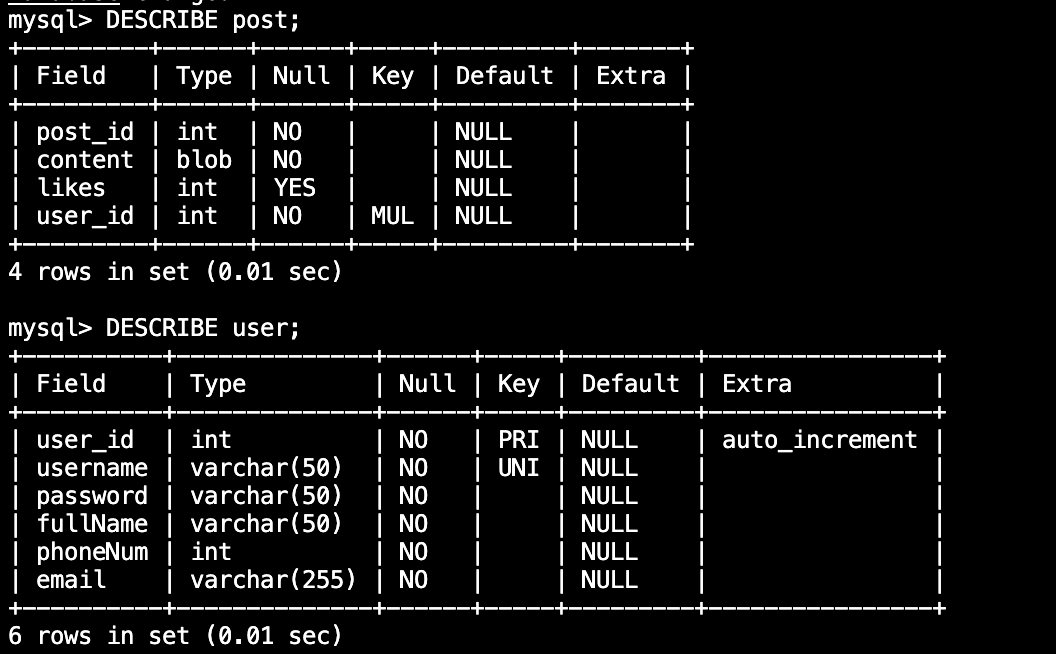 mysql> DESCRIBE post;
+---------+------+------+-----+---------+-------+
| Field   | Type | Null | Key | Default | Extra |
+---------+------+------+-----+---------+-------+
| post_id | int  | NO   |     | NULL    |       |
| content | blob | NO   |     | NULL    |       |
| likes   | int  | YES  |     | NULL    |       |
| user_id | int  | NO   | MUL | NULL    |       |
+---------+------+------+-----+---------+-------+
4 rows in set (0.01 sec)
mysql> DESCRIBE user;
+----------+--------------+------+-----+---------+----------------+
| Field    | Type         | Null | Key | Default | Extra          |
+----------+--------------+------+-----+---------+----------------+
| user_id  | int          | NO   | PRI | NULL    | auto_increment |
| username | varchar(50)  | NO   | UNI | NULL    |                |
| password | varchar(50)  | NO   |     | NULL    |                |
| fullName | varchar(50)  | NO   |     | NULL    |                |
| phoneNum | int          | NO   |     | NULL    |                |
| email    | varchar(255) | NO   |     | NULL    |                |
+----------+--------------+------+-----+---------+----------------+
6 rows in set (0.01 sec)